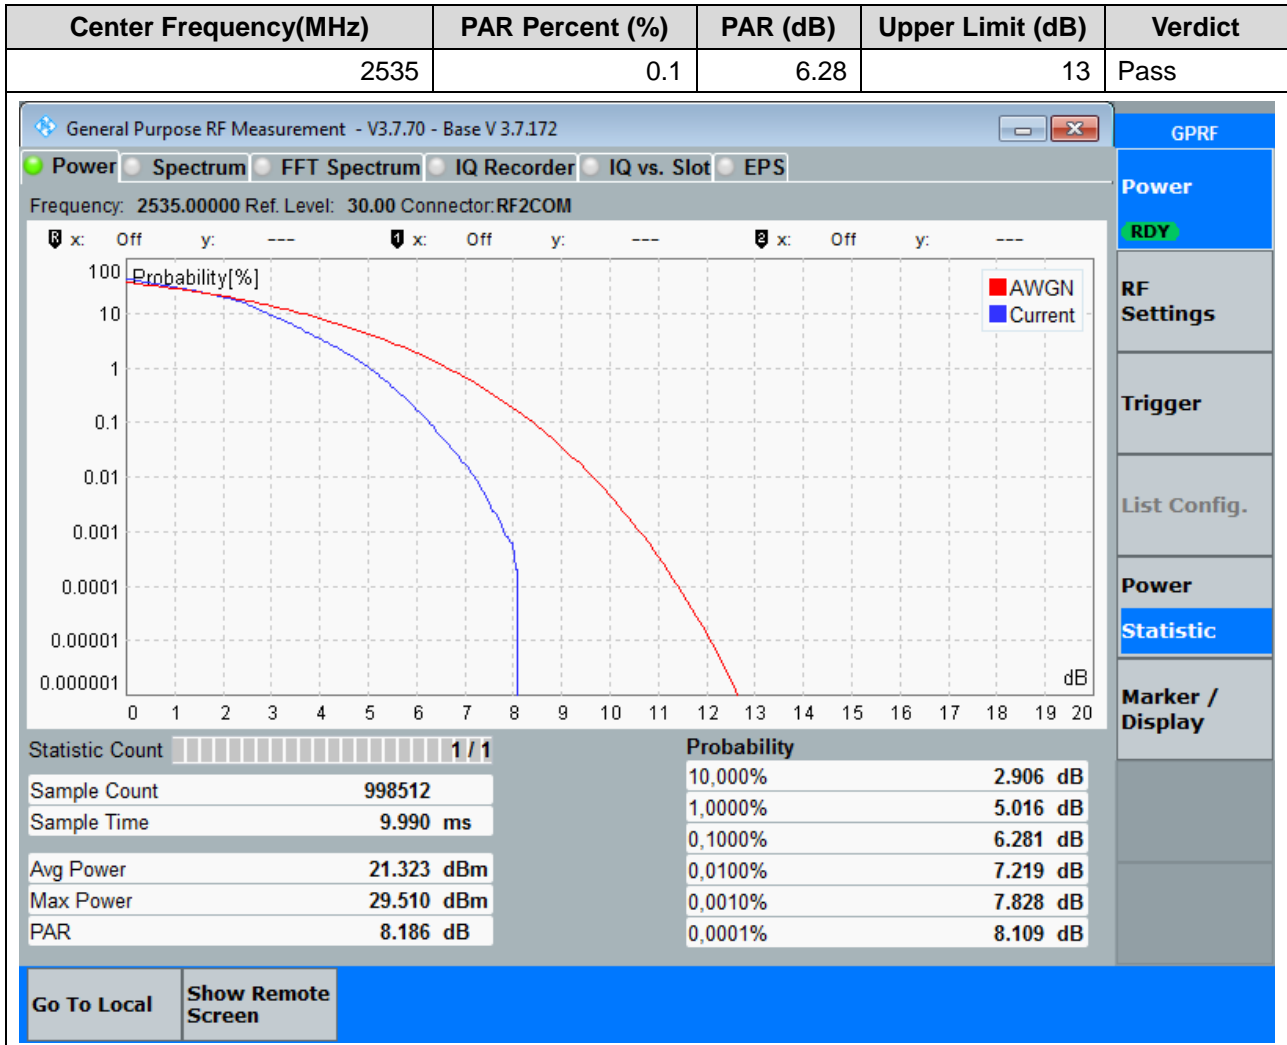 Center Frequency(MHz) PAR Percent (%) PAR (dB) Upper Limit (dB) Verdict
2535 0.1 6.28 13 Pass
General Purpose RF Measurement - V3.7.70 - Base V 3.7.172
GPRF
Power Spectrum FFT Spectrum IQ Recorder IQ vs. Slot EPS
Frequency: 2535.00000 Ref. Level: 30.00 Connector:RF2COM
R x: Off y: --- 1 x: Off y: --- 2 x: Off y: ---
Probability[%]
AWGN
Current
100
10
1
0.1
0.01
0.001
0.0001
0.00001
0.000001
dB
0 1 2 3 4 5 6 7 8 9 10 11 12 13 14 15 16 17 18 19 20
Statistic Count 1 / 1
Sample Count 998512
Sample Time 9.990 ms
Avg Power 21.323 dBm
Max Power 29.510 dBm
PAR 8.186 dB
Probability
10,000% 2.906 dB
1,0000% 5.016 dB
0,1000% 6.281 dB
0,0100% 7.219 dB
0,0010% 7.828 dB
0,0001% 8.109 dB
Power
RDY
RF
Settings
Trigger
List Config.
Power
Statistic
Marker /
Display
Go To Local
Show Remote
Screen